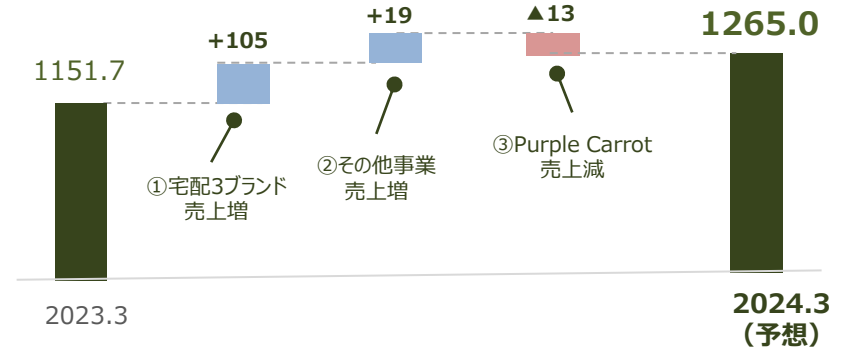 +19
▲13
1265.0
+105
1151.7
①宅配3ブランド
売上増
②その他事業
売上増
③Purple Carrot
売上減
2023.3
2024.3
（予想）